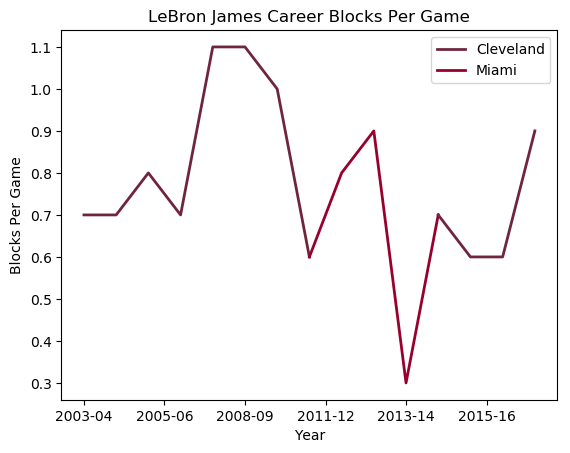 LeBron James Career Blocks Per Game
Cleveland
Miami
1.1
1.0
0.9
0.8
0.7
0.6
0.5
0.4
0.3
Blocks Per Game
2003-04 2005-06 2008-09 2011-12 2013-14 2015-16
Year